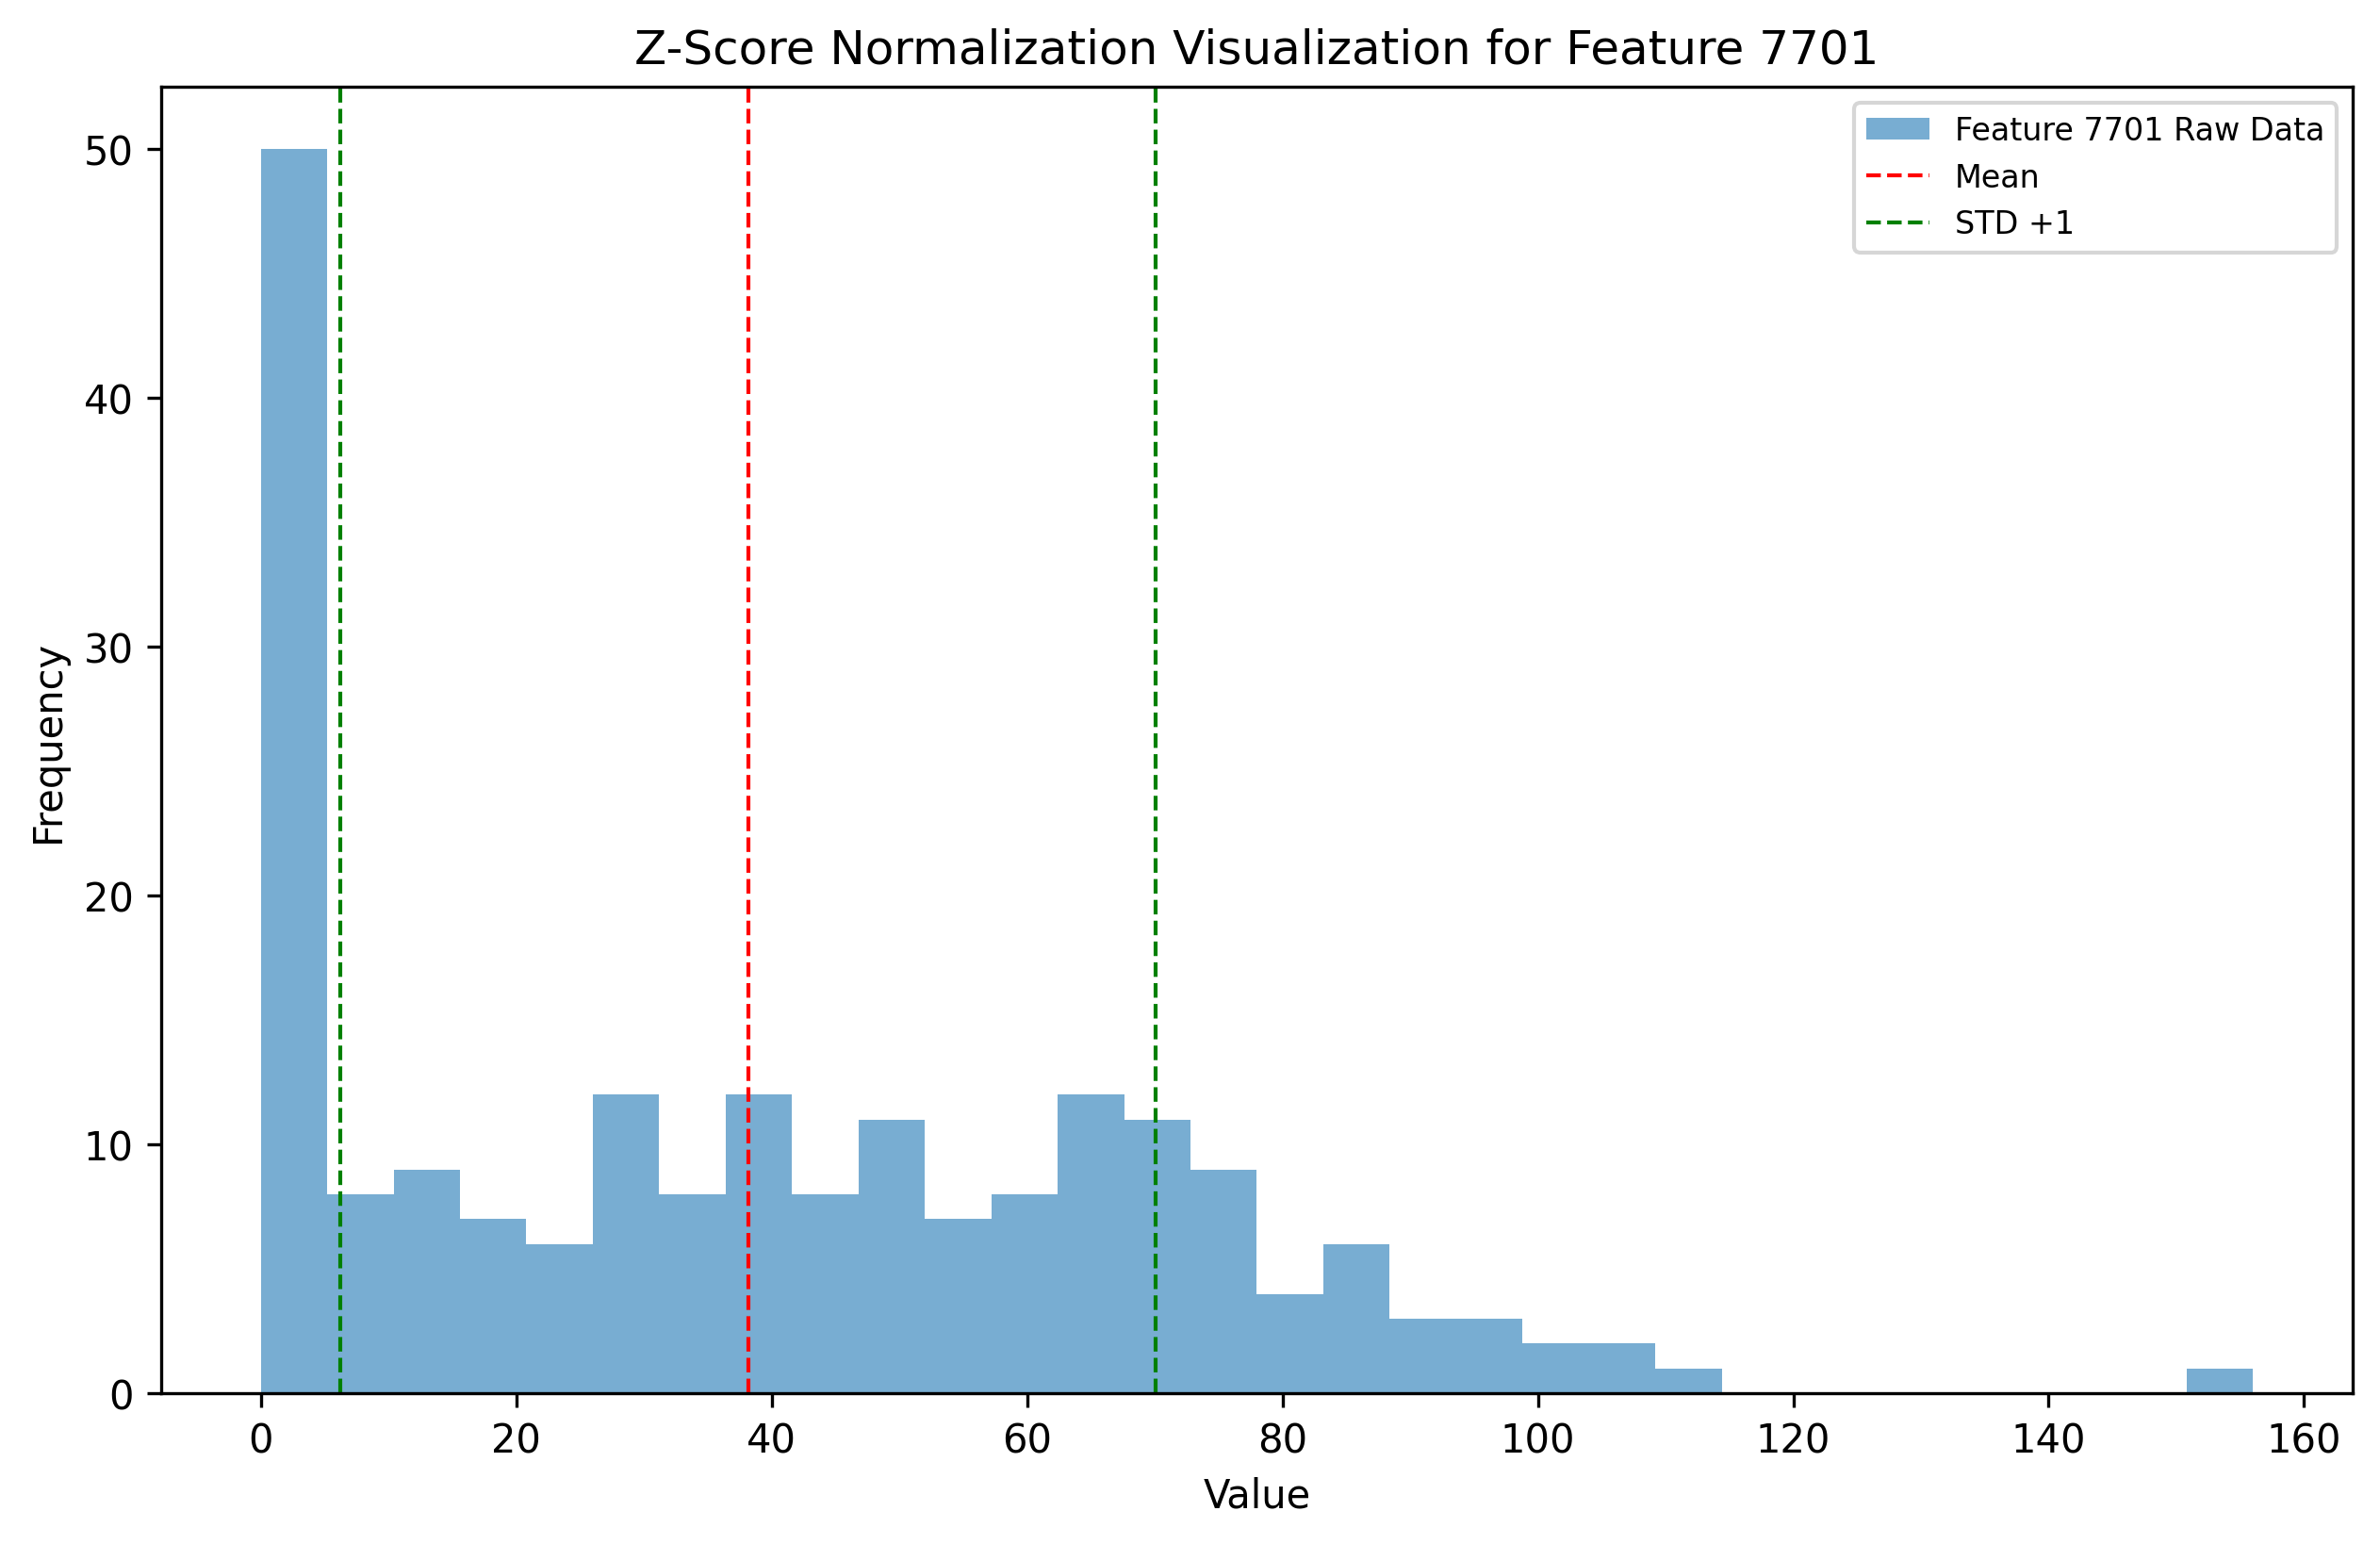 Z-Score Normalization Visualization for Feature 7701
Feature 7701 Raw Data
Mean
STD +1
Frequency
50
40
30
20
10
0
0 20 40 60 80 100 120 140 160
Value